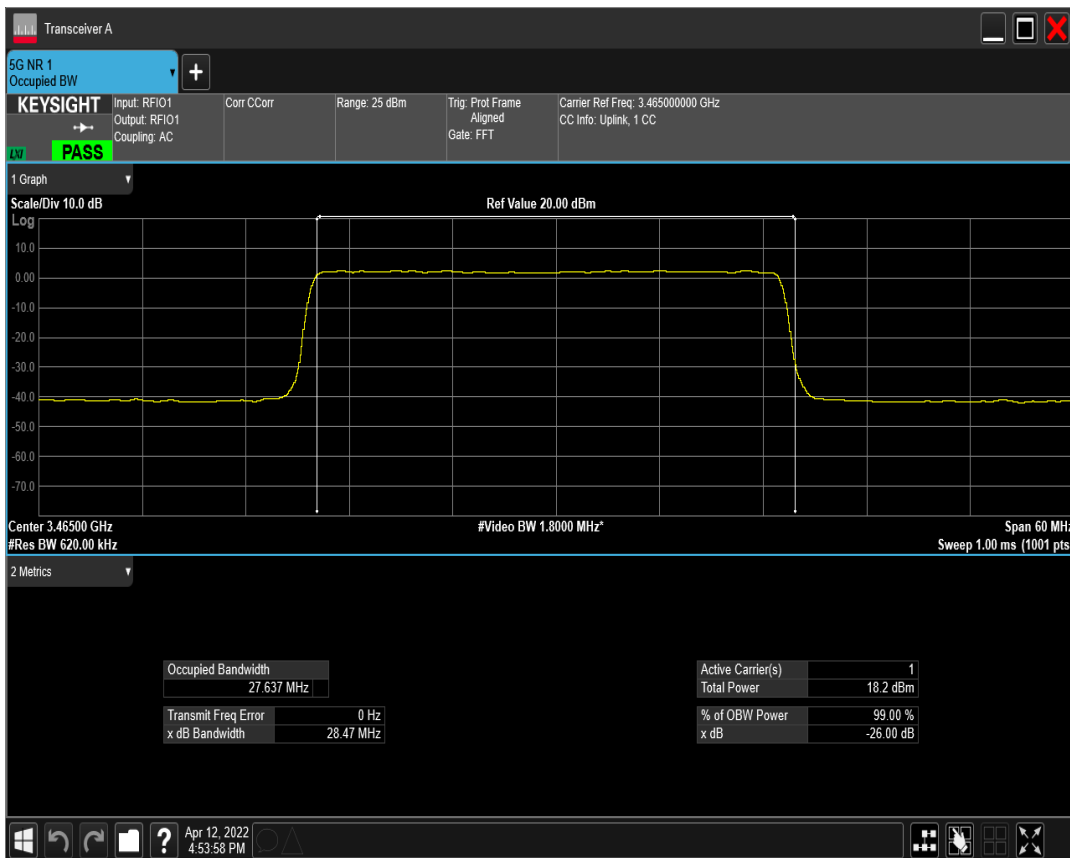 Transceiver A
5G NR 1
Occupied BW
KEYSIGHT
LXI
PASS
Input: RFIO1
Output: RFIO1
Coupling: AC
Corr CCorr
Range: 25 dBm
Trig: Prot Frame
Aligned
Gate: FFT
Carrier Ref Freq: 3.465000000 GHz
CC Info: Uplink, 1 CC
1 Graph
Scale/Div 10.0 dB
Ref Value 20.00 dBm
Log
10.0
0.00
-10.0
-20.0
-30.0
-40.0
-50.0
-60.0
-70.0
Center 3.46500 GHz
#Video BW 1.8000 MHz*
Span 60 MHz
#Res BW 620.00 kHz
Sweep 1.00 ms (1001 pts
2 Metrics
Occupied Bandwidth
27.637 MHz
Transmit Freq Error 0 Hz
x dB Bandwidth 28.47 MHz
Active Carrier(s) 1
Total Power 18.2 dBm
% of OBW Power 99.00 %
x dB -26.00 dB
?
Apr 12, 2022
4:53:58 PM